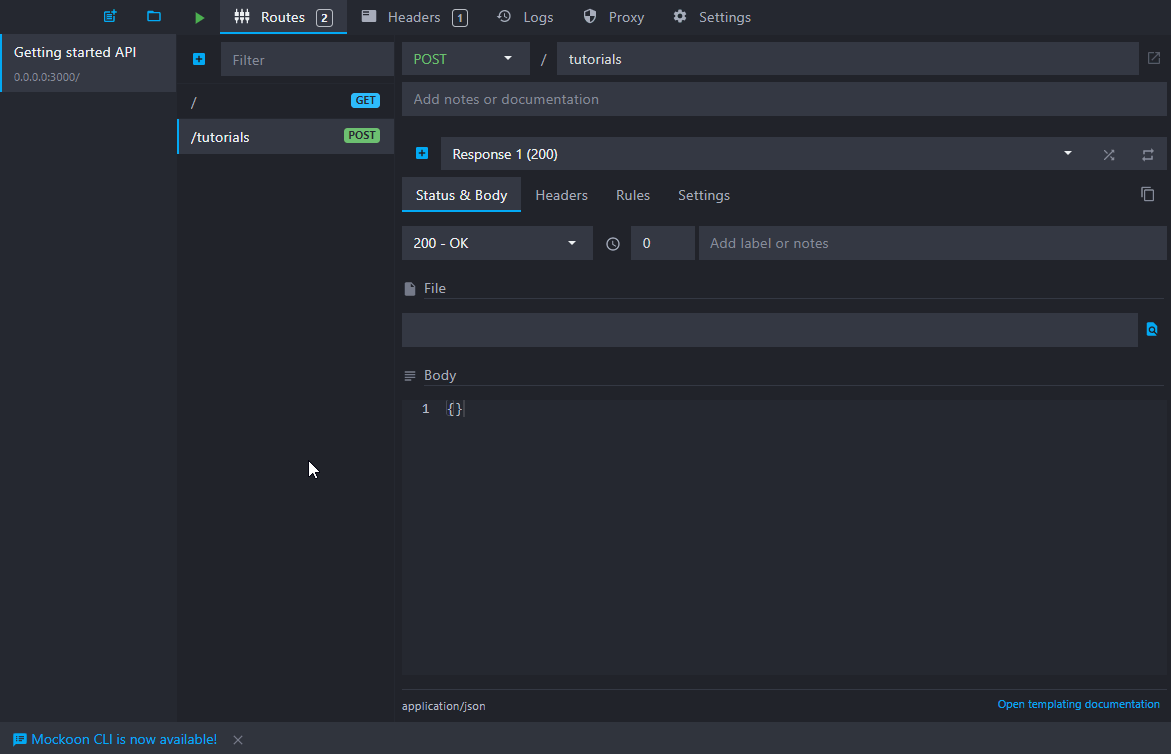 Routes 2 Headers 1 Logs Proxy Settings
Getting started API
0.0.0.0:3000/
Filter
/ GET
/tutorials POST
POST / tutorials
Add notes or documentation
Response 1 (200)
Status & Body Headers Rules Settings
200 - OK 0 Add label or notes
File
Body
1 {}
application/json Open templating documentation
Mockoon CLI is now available!